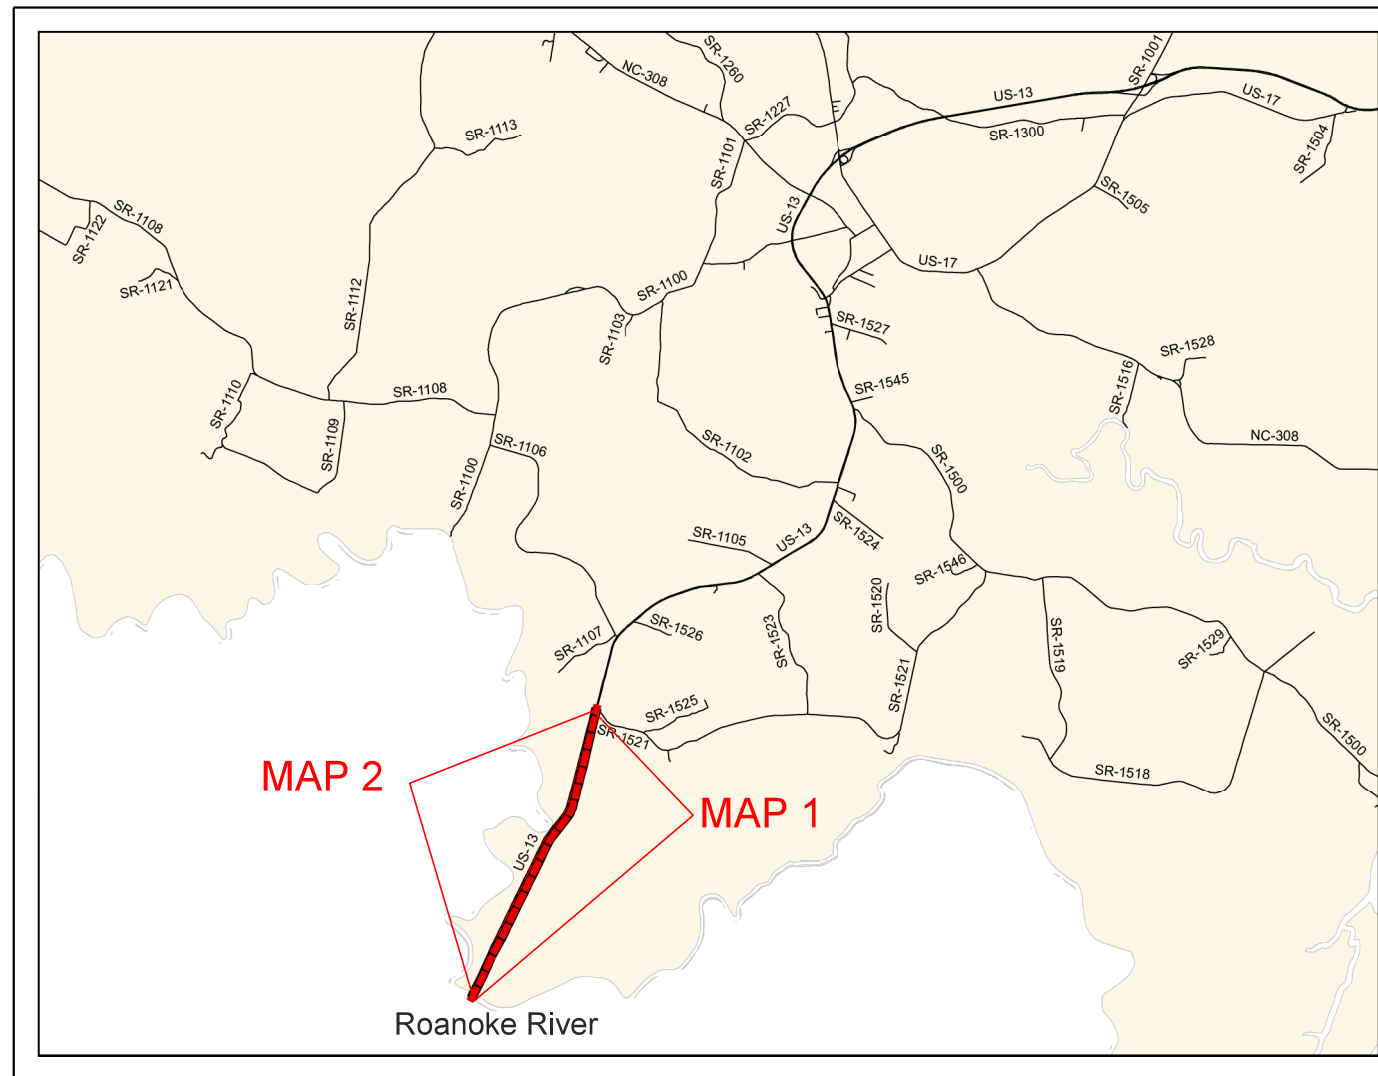 SR-1260
NC-308
SR-1001
US-13
US-17
SR-1227
SR-1113
SR-1300
SR-1504
SR-1101
SR-1505
SR-1108
US-13
SR-1122
US-17
SR-1121
SR-1100
SR-1112
SR-1103
SR-1527
SR-1528
SR-1516
SR-1545
SR-1108
SR-1110
SR-1109
SR-1106
SR-1102
NC-308
SR-1100
SR-1500
SR-1524
US-13
SR-1105
SR-1546
SR-1520
SR-1526
SR-1523
SR-1107
SR-1519
SR-1529
SR-1521
SR-1525
SR-1521
SR-1500
SR-1518
MAP 2
MAP 1
US-13
Roanoke River